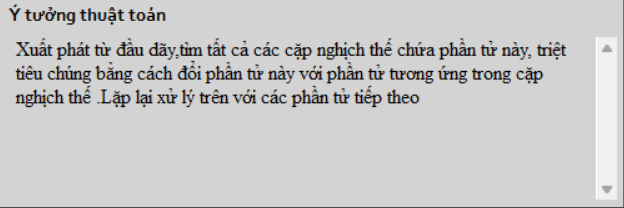 Ý tưởng thuật toán
Xuất phát từ đầu dãy,tìm tất cả các cặp nghịch thế chứa phần tử này, triệt
tiêu chúng bằng cách đổi phần tử này với phần tử tương ứng trong cặp
nghịch thế .Lặp lại xử lý trên với các phần tử tiếp theo